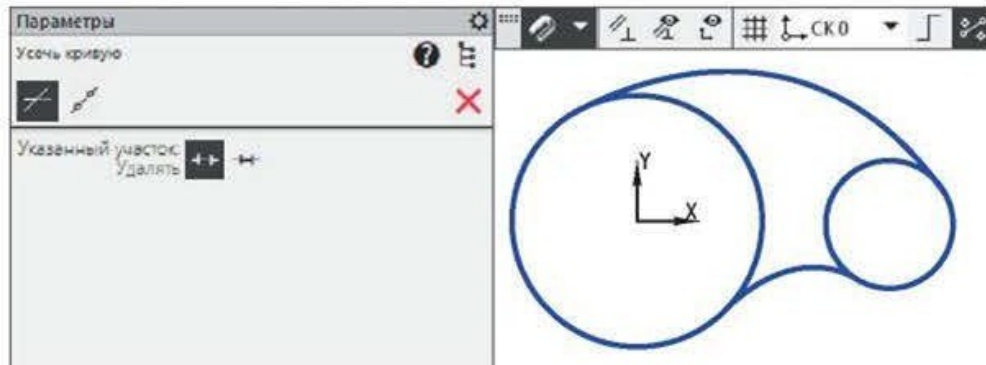 Параметры
Усечь кривую
Указанный участок:
Удалять
СК 0
Y
X